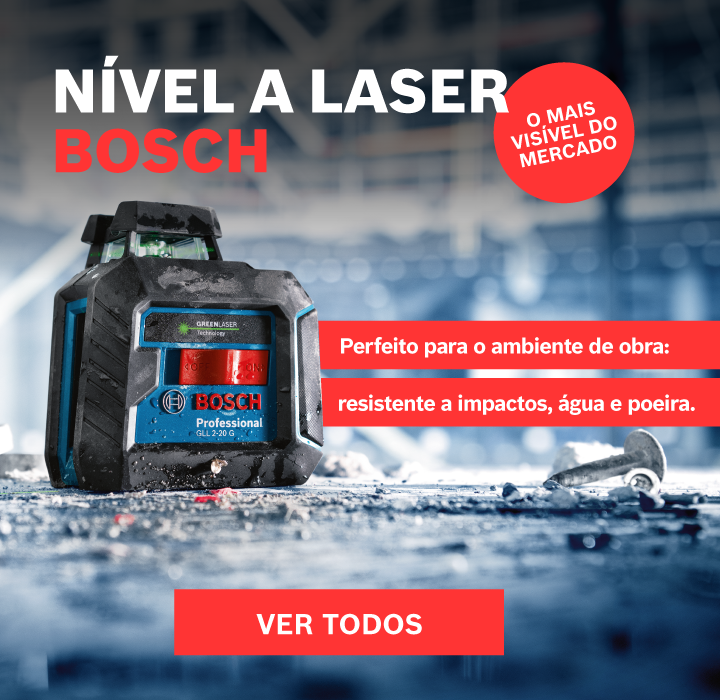 NÍVEL A LASER
BOSCH
O MAIS
VISÍVEL DO
MERCADO
GREENLASER
Technology
BOSCH
Professional
GLL 2-20 G
Perfeito para o ambiente de obra:
resistente a impactos, água e poeira.
VER TODOS